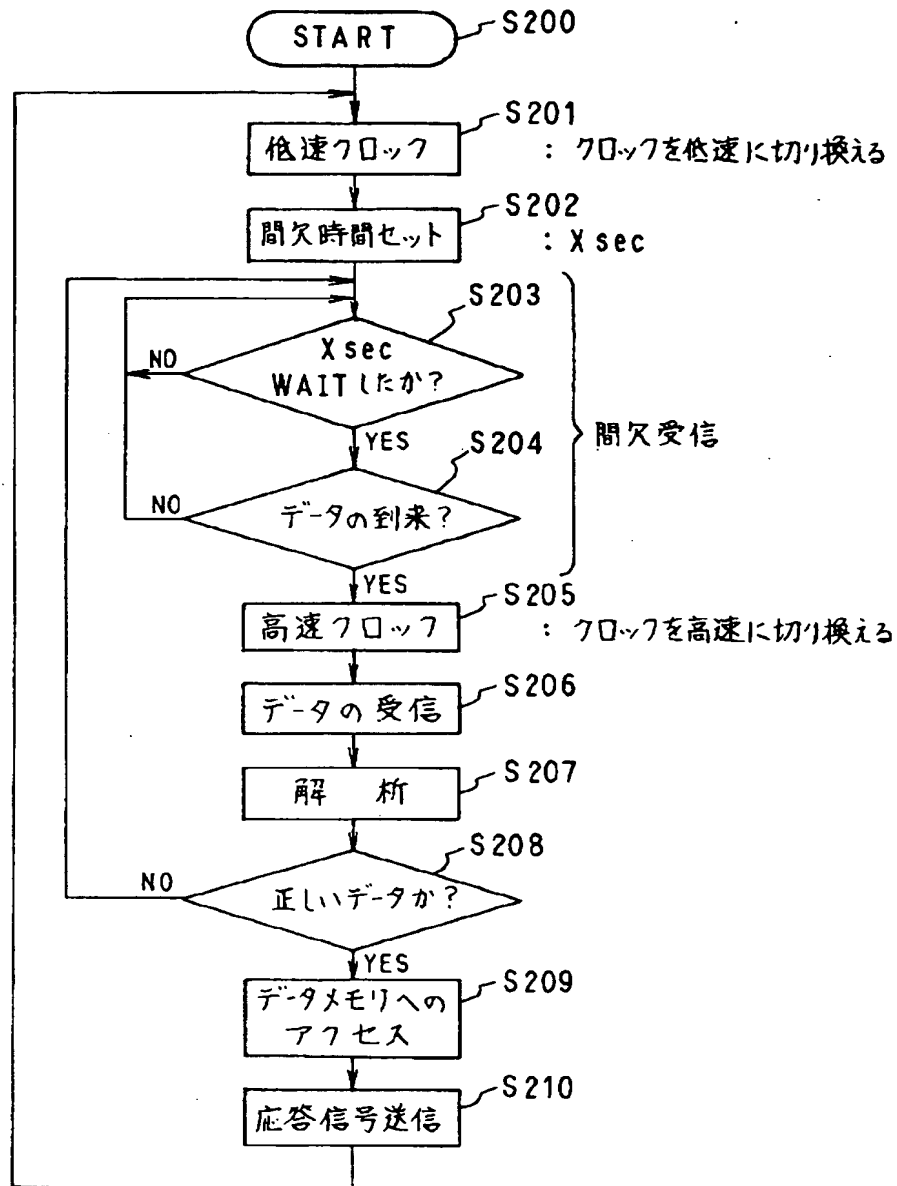 START
S200
S201
低速クロック
: クロックを低速に切り換える
S202
間欠時間セット
: X sec
S203
X sec
WAITしたか?
NO
YES
間欠受信
S204
データの到来?
NO
YES
S205
高速クロック
: クロックを高速に切り換える
S206
データの受信
S207
解 析
S208
正しいデータか?
NO
YES
S209
データメモリへの
アクセス
S210
応答信号送信